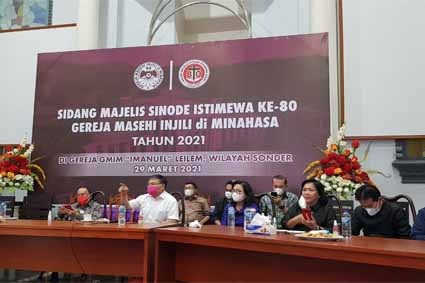 SIDANG MAJELIS SINODE ISTIMEWA KE-80
GEREJA MASEHI INJILI di MINAHASA
TAHUN 2021
DI GEREJA GMIM "IMANUEL" LEILEM, WILAYAH SONDER
29 MARET 2021